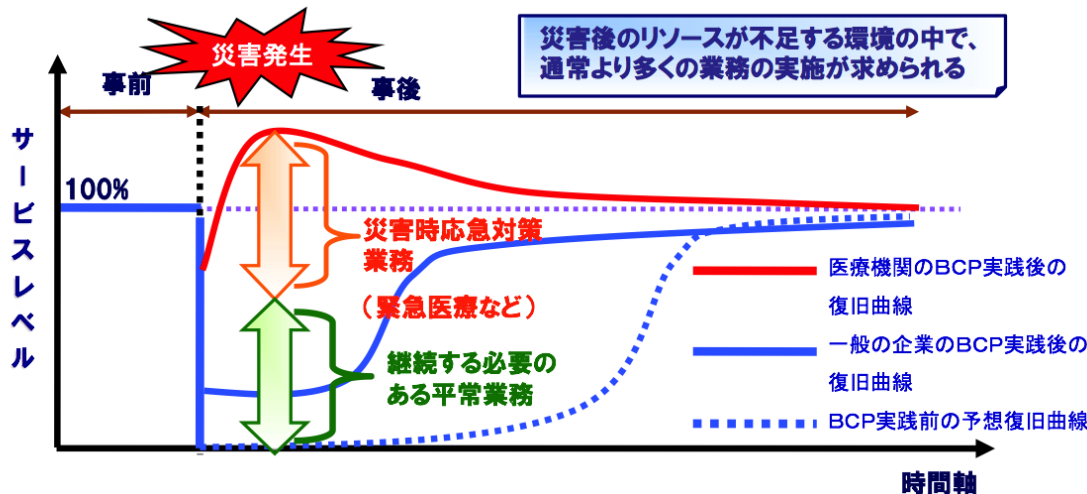 災害発生
災害後のリソースが不足する環境の中で、
通常より多くの業務の実施が求められる
事前
事後
サービスレベル
100%
災害時応急対策
業務
（緊急医療など）
継続する必要の
ある平常業務
医療機関のBCP実践後の
復旧曲線
一般の企業のBCP実践後の
復旧曲線
BCP実践前の予想復旧曲線
時間軸